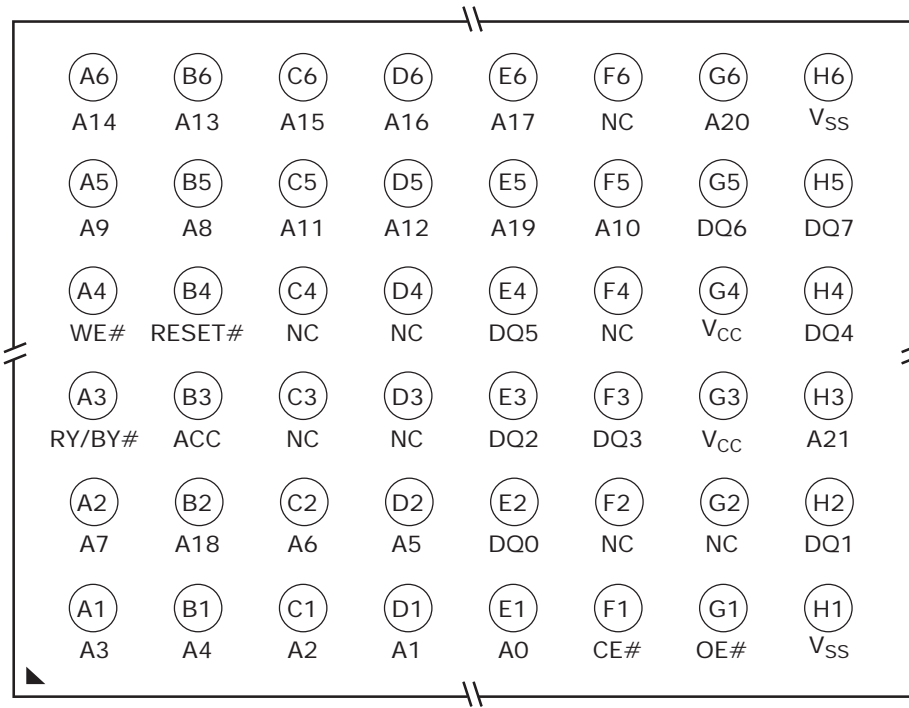 A6 B6 C6 D6 E6 F6 G6 H6
A14 A13 A15 A16 A17 NC A20 VSS
A5 B5 C5 D5 E5 F5 G5 H5
A9 A8 A11 A12 A19 A10 DQ6 DQ7
A4 B4 C4 D4 E4 F4 G4 H4
WE# RESET# NC NC DQ5 NC VCC DQ4
A3 B3 C3 D3 E3 F3 G3 H3
RY/BY# ACC NC NC DQ2 DQ3 VCC A21
A2 B2 C2 D2 E2 F2 G2 H2
A7 A18 A6 A5 DQ0 NC NC DQ1
A1 B1 C1 D1 E1 F1 G1 H1
A3 A4 A2 A1 A0 CE# OE# VSS